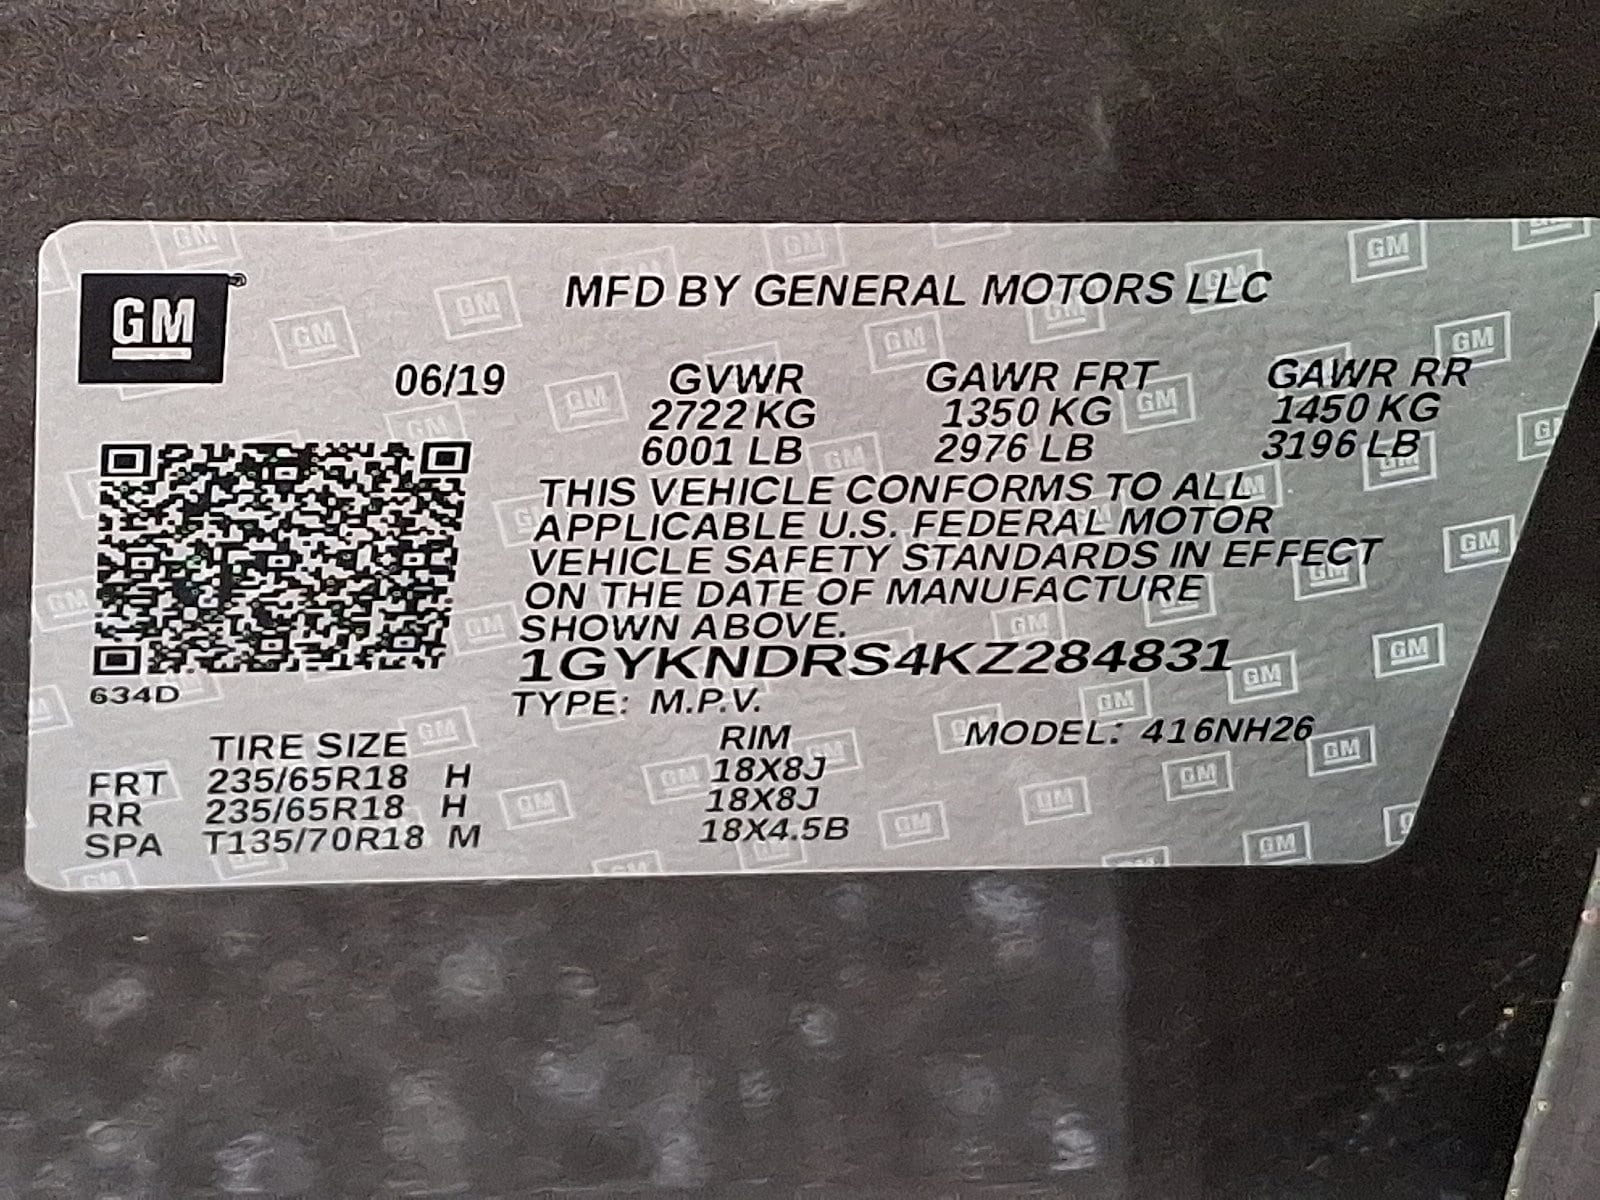 GM
MFD BY GENERAL MOTORS LLC
06/19 GVWR GAWR FRT GAWR RR
2722 KG 1350 KG 1450 KG
6001 LB 2976 LB 3196 LB
THIS VEHICLE CONFORMS TO ALL
APPLICABLE U.S. FEDERAL MOTOR
VEHICLE SAFETY STANDARDS IN EFFECT
ON THE DATE OF MANUFACTURE
SHOWN ABOVE.
1GYKNDRS4KZ284831
634D
TYPE: M.P.V.
MODEL: 416NH26
TIRE SIZE RIM
FRT 235/65R18 H 18X8J
RR 235/65R18 H 18X8J
SPA T135/70R18 M 18X4.5B